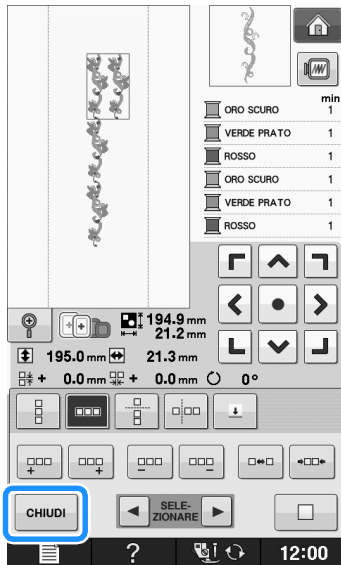 min
ORO SCURO 1
VERDE PRATO 1
ROSSO 1
ORO SCURO 1
VERDE PRATO 1
ROSSO 1
194.9 mm
21.2 mm
195.0 mm 21.3 mm
+ 0.0 mm + 0.0 mm 0°
+ + − −
CHIUDI
SELE-
ZIONARE
? 12:00